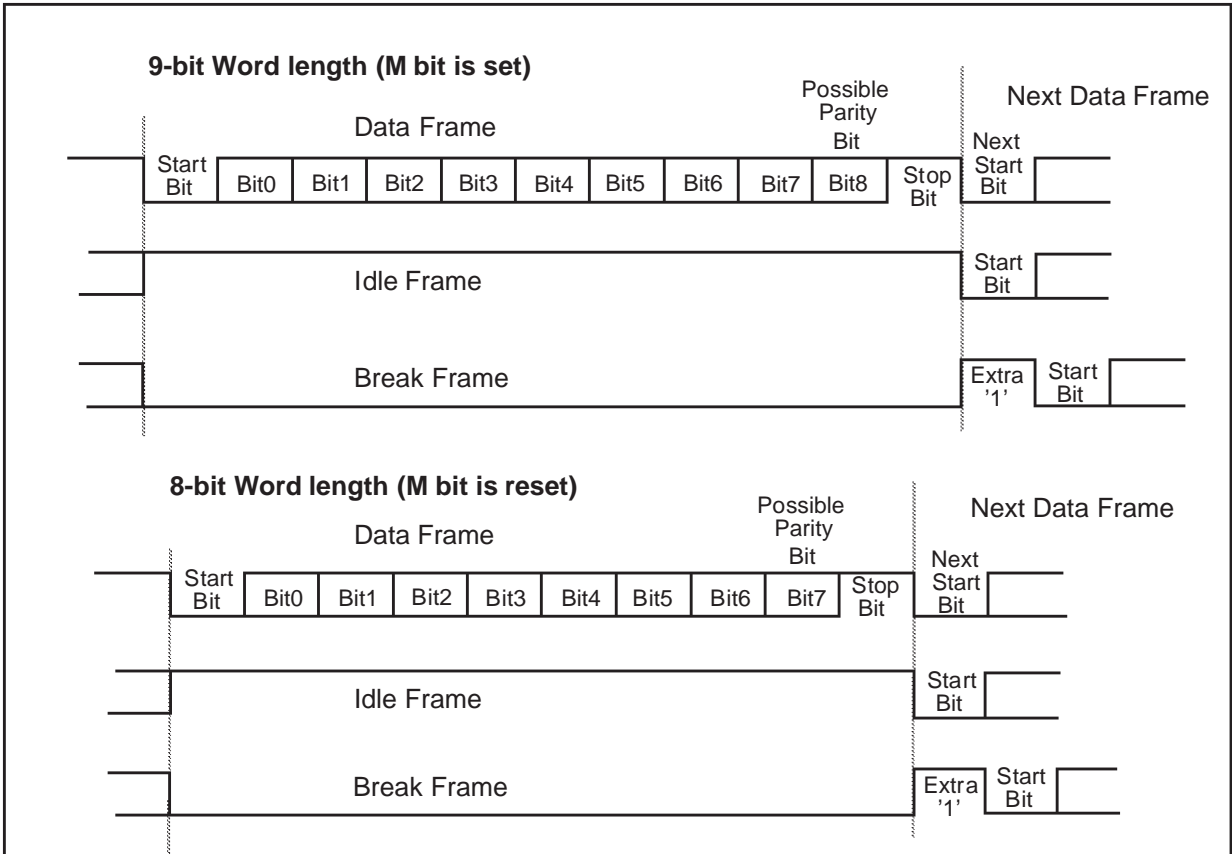 9-bit Word length (M bit is set)
Possible
Parity
Bit
Next Data Frame
Data Frame
Next
Start
Bit
Start
Bit
Bit0
Bit1
Bit2
Bit3
Bit4
Bit5
Bit6
Bit7
Bit8
Stop
Bit
Idle Frame
Start
Bit
Break Frame
Extra
'1'
Start
Bit
8-bit Word length (M bit is reset)
Possible
Parity
Bit
Next Data Frame
Data Frame
Next
Start
Bit
Start
Bit
Bit0
Bit1
Bit2
Bit3
Bit4
Bit5
Bit6
Bit7
Stop
Bit
Idle Frame
Start
Bit
Break Frame
Extra
'1'
Start
Bit